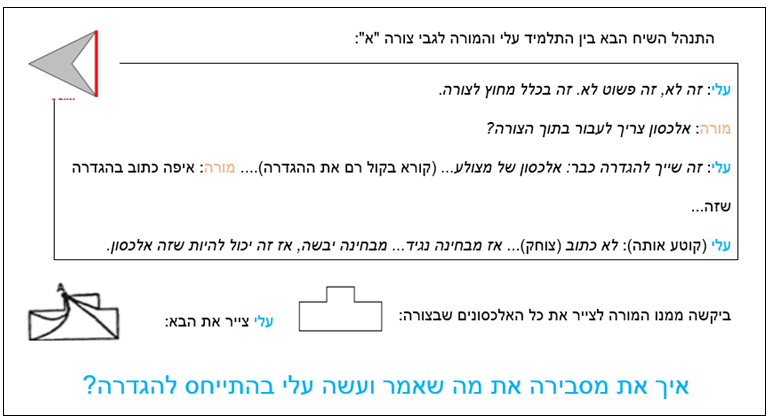 התנהל השיח הבא בין התלמיד עלי והמורה לגבי צורה "א":
עלי: זה לא, זה פשוט לא. זה בכלל מחוץ לצורה.
מורה: אלכסון צריך לעבור בתוך הצורה?
עלי: זה שייך להגדרה כבר: אלכסון של מצולע... (קורא בקול רם את ההגדרה).... מורה: איפה כתוב בהגדרה
שזה...
עלי (קוטע אותה): לא כתוב (צוחק)... אז מבחינה נגיד... מבחינה יבשה, אז זה יכול להיות שזה אלכסון.
ביקשה ממנו המורה לצייר את כל האלכסונים שבצורה:
עלי צייר את הבא:
A
איך את מסבירה את מה שאמר ועשה עלי בהתייחס להגדרה?